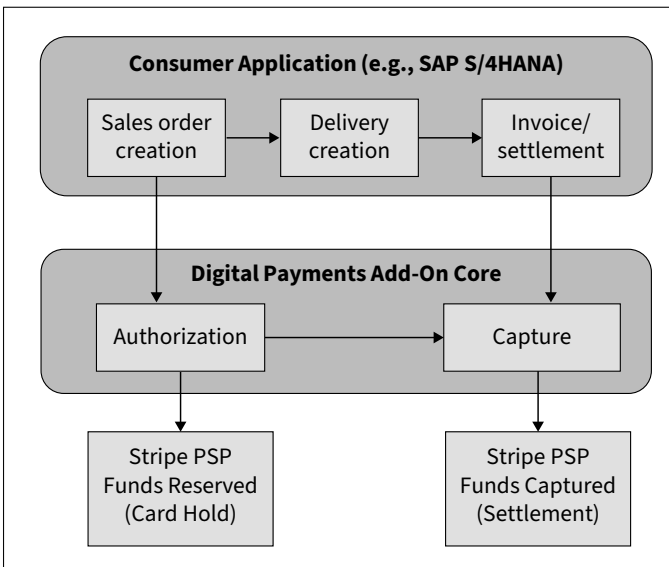 Consumer Application (e.g., SAP S/4HANA)
Sales order
creation
Delivery
creation
Invoice/
settlement
Digital Payments Add-On Core
Authorization
Capture
Stripe PSP
Funds Reserved
(Card Hold)
Stripe PSP
Funds Captured
(Settlement)